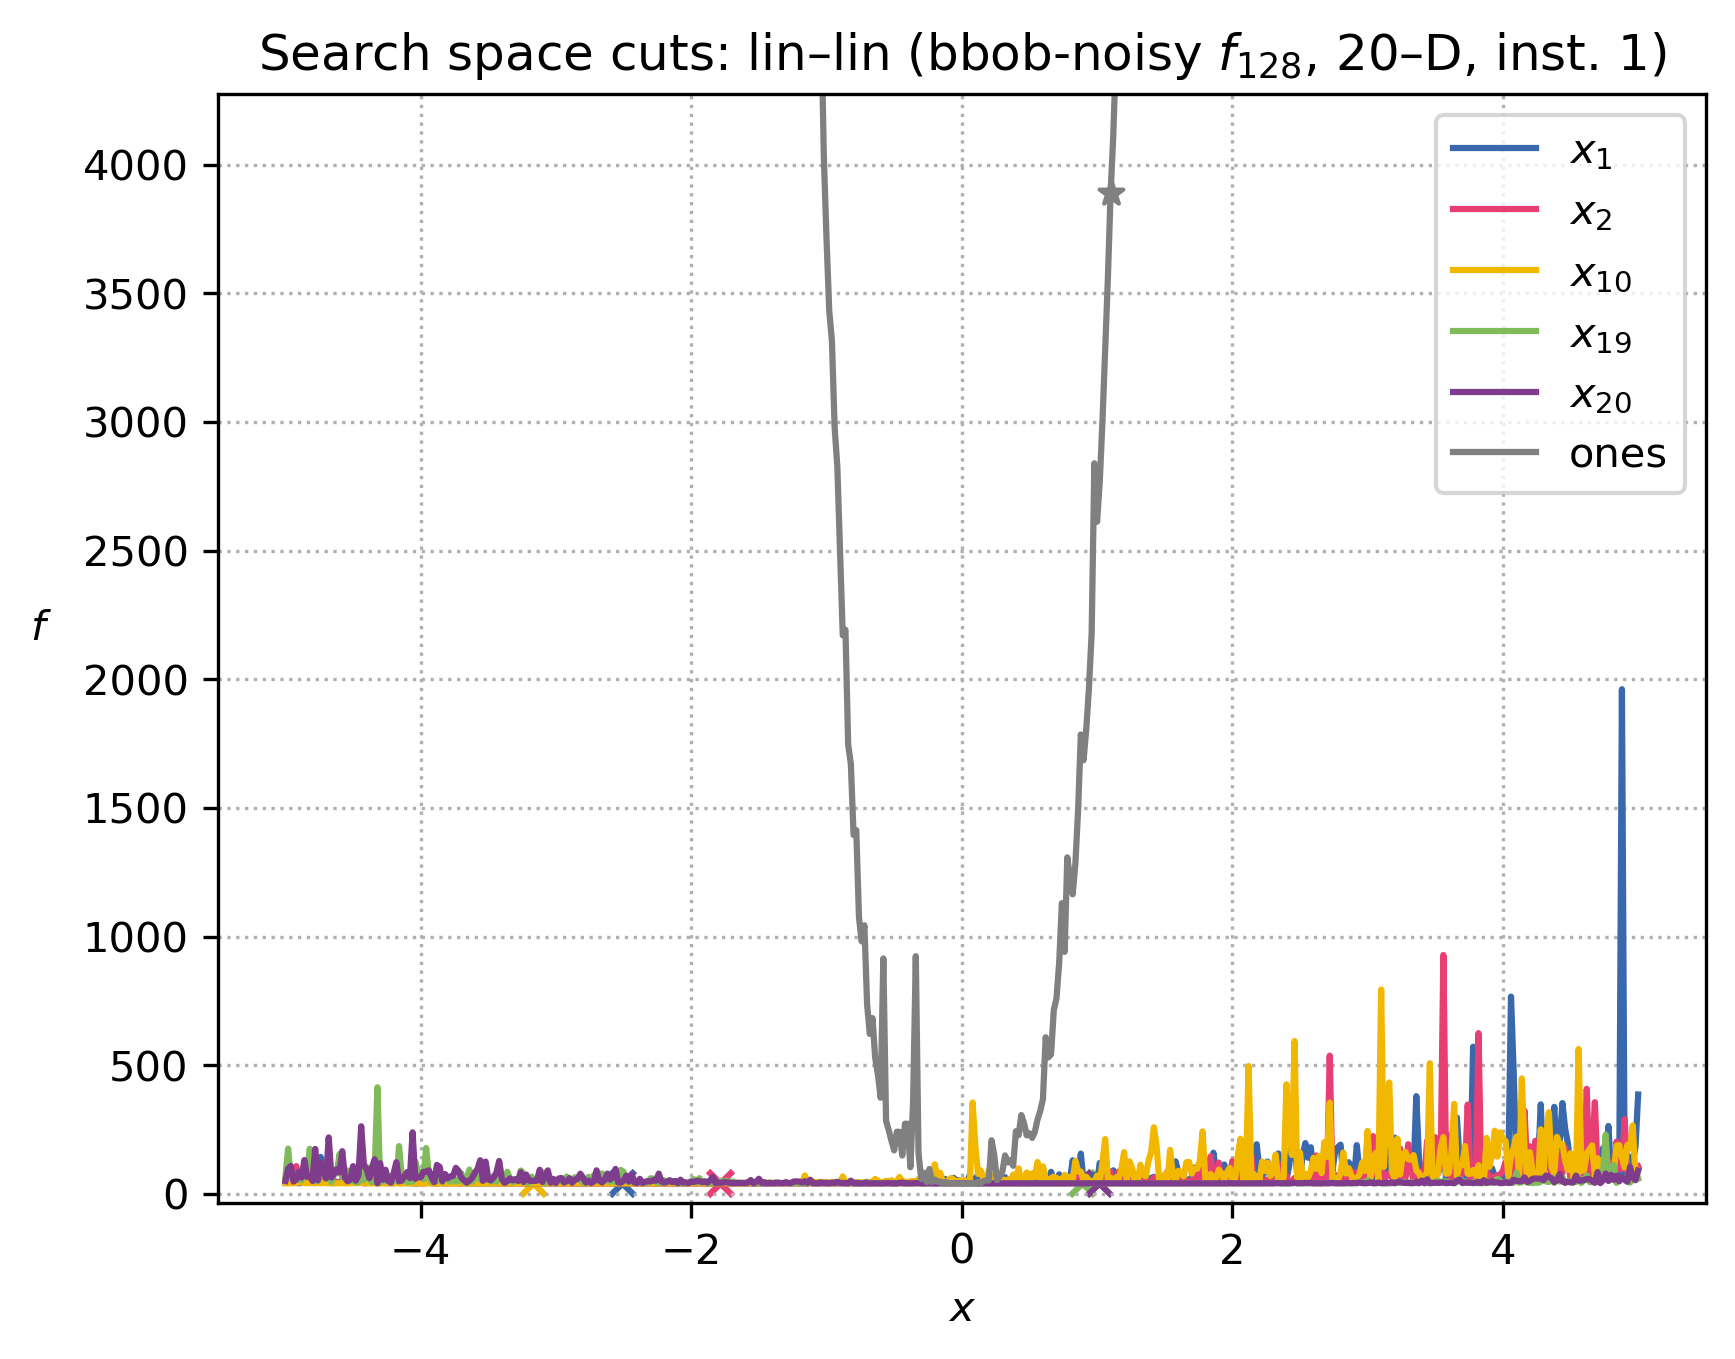 Search space cuts: lin–lin (bbob-noisy f₁₂₈, 20–D, inst. 1)
4000
3500
3000
2500
2000
1500
1000
500
0
f
−4 −2 0 2 4
x
x₁
x₂
x₁₀
x₁₉
x₂₀
ones